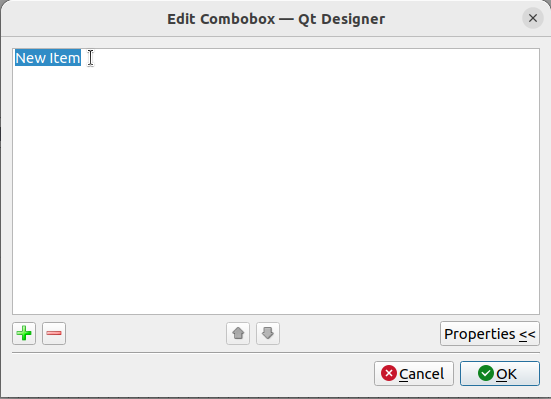 Edit Combobox — Qt Designer
New Item
Properties <<
Cancel
OK